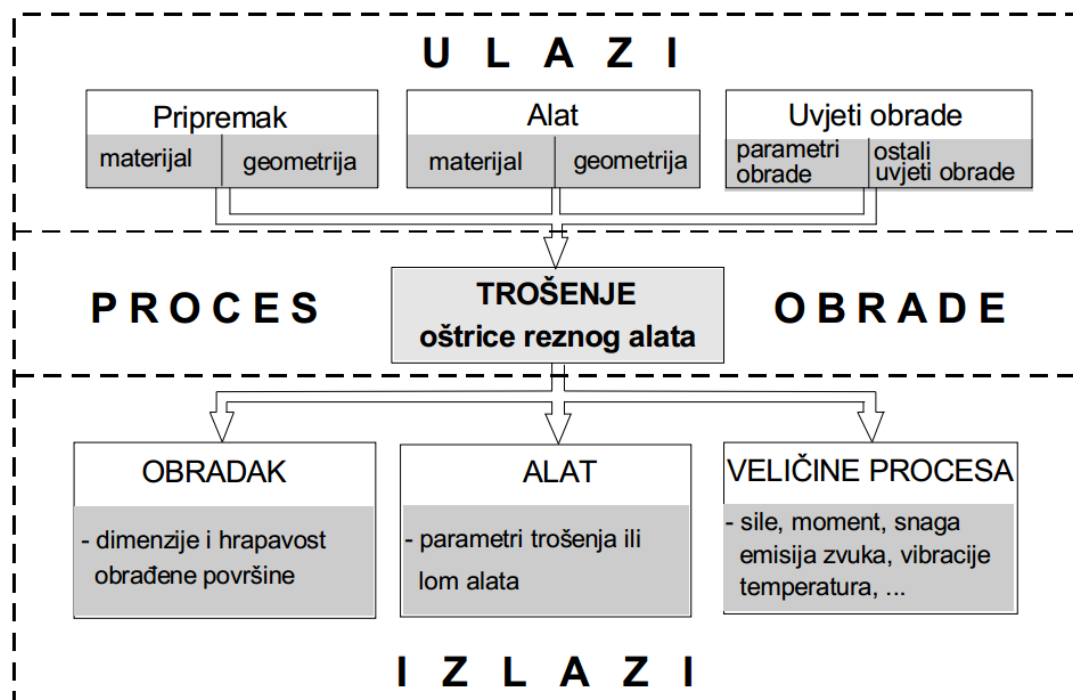 U L A Z I
Pripremak
materijal
geometrija
Alat
materijal
geometrija
Uvjeti obrade
parametri
obrade
ostali
uvjeti obrade
P R O C E S
TROŠENJE
oštrice reznog alata
O B R A D E
OBRADAK
- dimenzije i hrapavost
obrađene površine
ALAT
- parametri trošenja ili
lom alata
VELIČINE PROCESA
- sile, moment, snaga
emisija zvuka, vibracije
temperatura, ...
I Z L A Z I